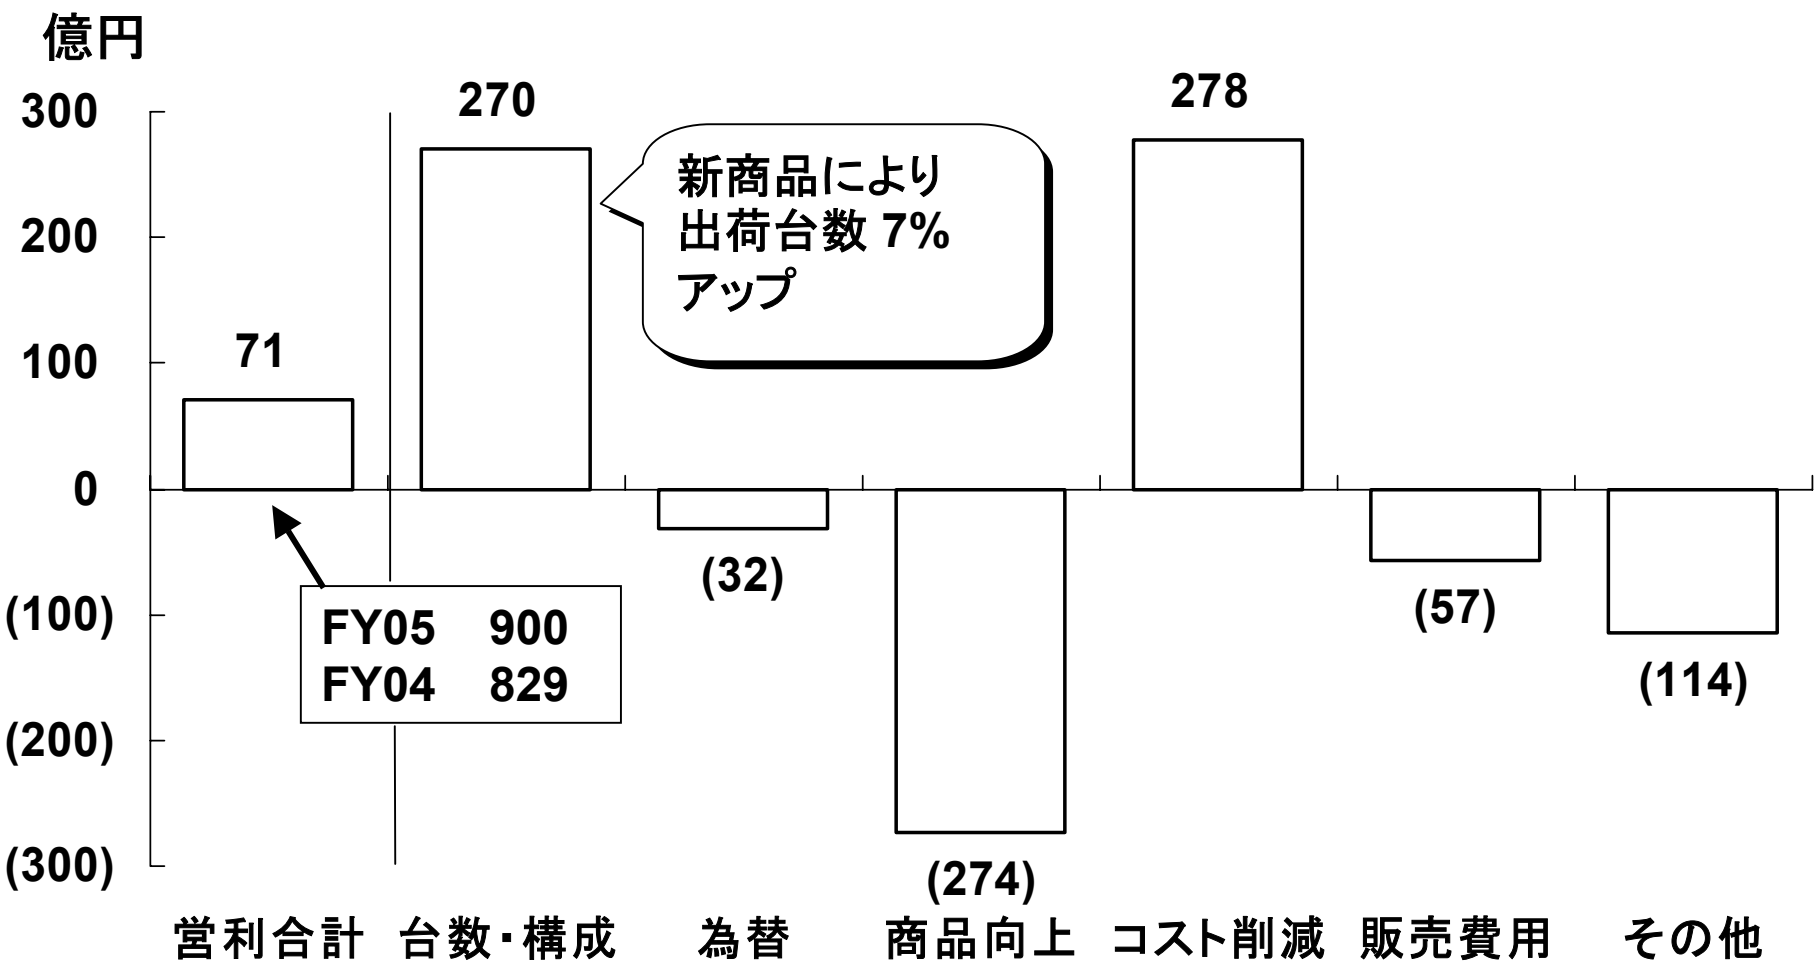 億円
300
200
100
0
(100)
(200)
(300)
71
270
(32)
(274)
278
(57)
(114)
新商品により
出荷台数 7%
アップ
FY05 900
FY04 829
営利合計 台数・構成 為替 商品向上 コスト削減 販売費用 その他